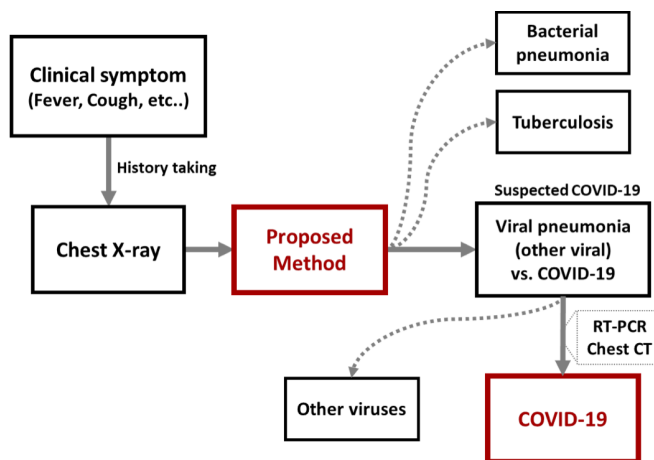 Clinical symptom
(Fever, Cough, etc..)
History taking
Chest X-ray
Proposed
Method
Bacterial
pneumonia
Tuberculosis
Suspected COVID-19
Viral pneumonia
(other viral)
vs. COVID-19
RT-PCR
Chest CT
Other viruses
COVID-19